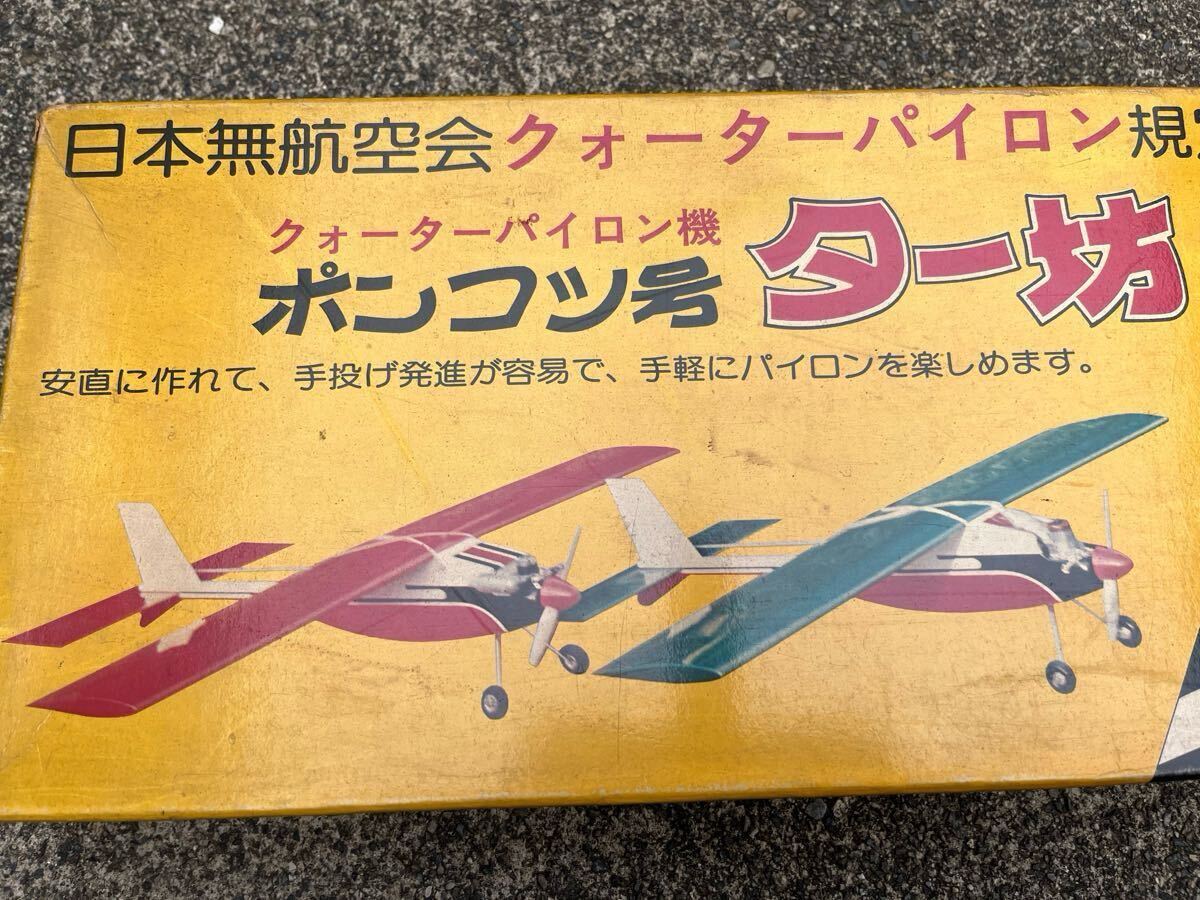 日本無航空会クォーターパイロン規
クォーターパイロン機
ポンコツ号 ター坊
安直に作れて、手投げ発進が容易で、手軽にパイロンを楽しめます。